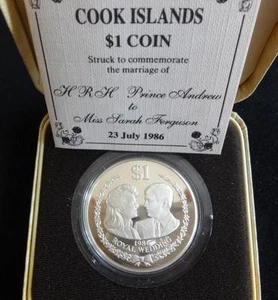 COOK ISLANDS
$1 COIN
Struck to commemorate
the marriage of
H R H Prince Andrew
to
Miss Sarah Ferguson
23 July 1986
$1
1986
ROYAL WEDDING